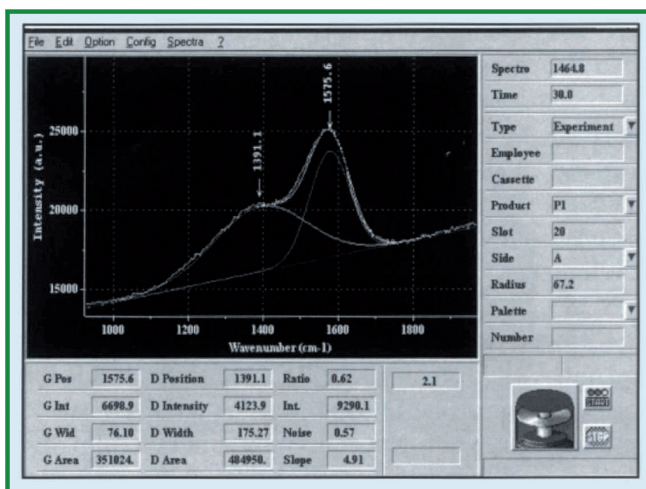 File Edit Option Config Spectra ?
1391.1
1575.6
Intensity (a.u.)
25000
20000
15000
1000 1200 1400 1600 1800
Wavenumber (cm-1)
Spectro 1464.8
Time 30.0
Type Experiment
Employee
Cassette
Product P1
Slot 20
Side A
Radius 67.2
Palette
Number
G Pos 1575.6 D Position 1391.1 Ratio 0.62 2.1
G Int 6698.9 D Intensity 4123.9 Int. 9290.1
G Wid 76.10 D Width 175.27 Noise 0.57
G Area 351024. D Area 484950. Slope 4.91
START
STOP